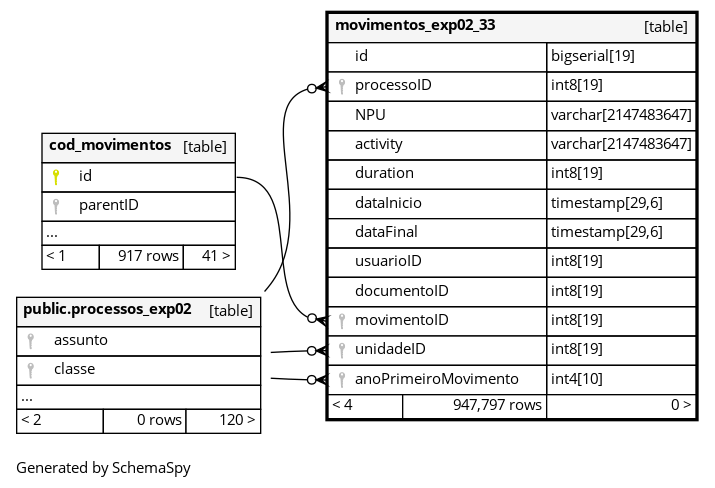 movimentos_exp02_33 [table]
id bigserial[19]
processoID int8[19]
NPU varchar[2147483647]
activity varchar[2147483647]
duration int8[19]
dataInicio timestamp[29,6]
dataFinal timestamp[29,6]
usuarioID int8[19]
documentoID int8[19]
movimentoID int8[19]
unidadeID int8[19]
anoPrimeiroMovimento int4[10]
< 4 947,797 rows 0 >
cod_movimentos [table]
id
parentID
...
< 1 917 rows 41 >
public.processos_exp02 [table]
assunto
classe
...
< 2 0 rows 120 >
Generated by SchemaSpy